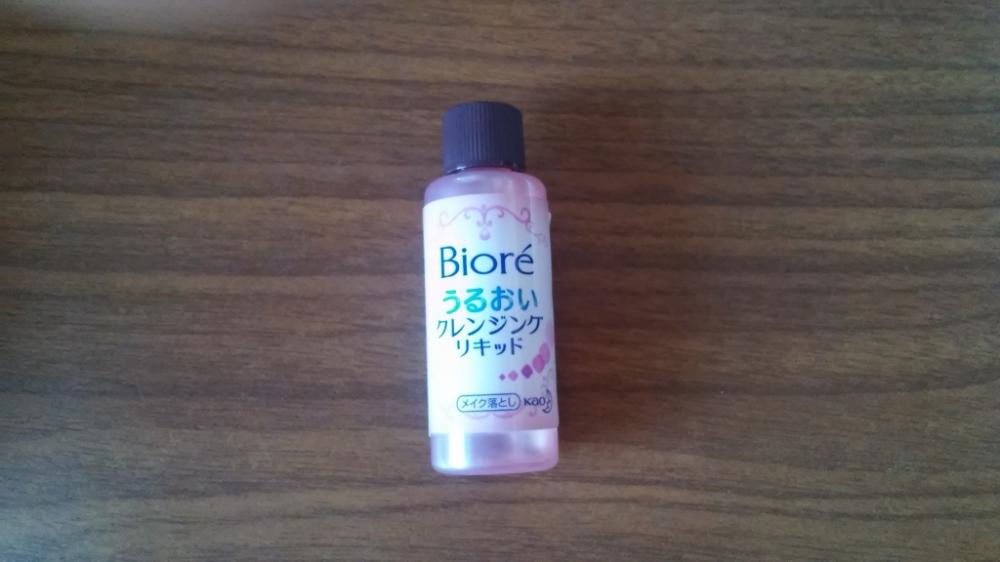 Bioré
うるおい
クレンジング
リキッド
メイク落とし Kao